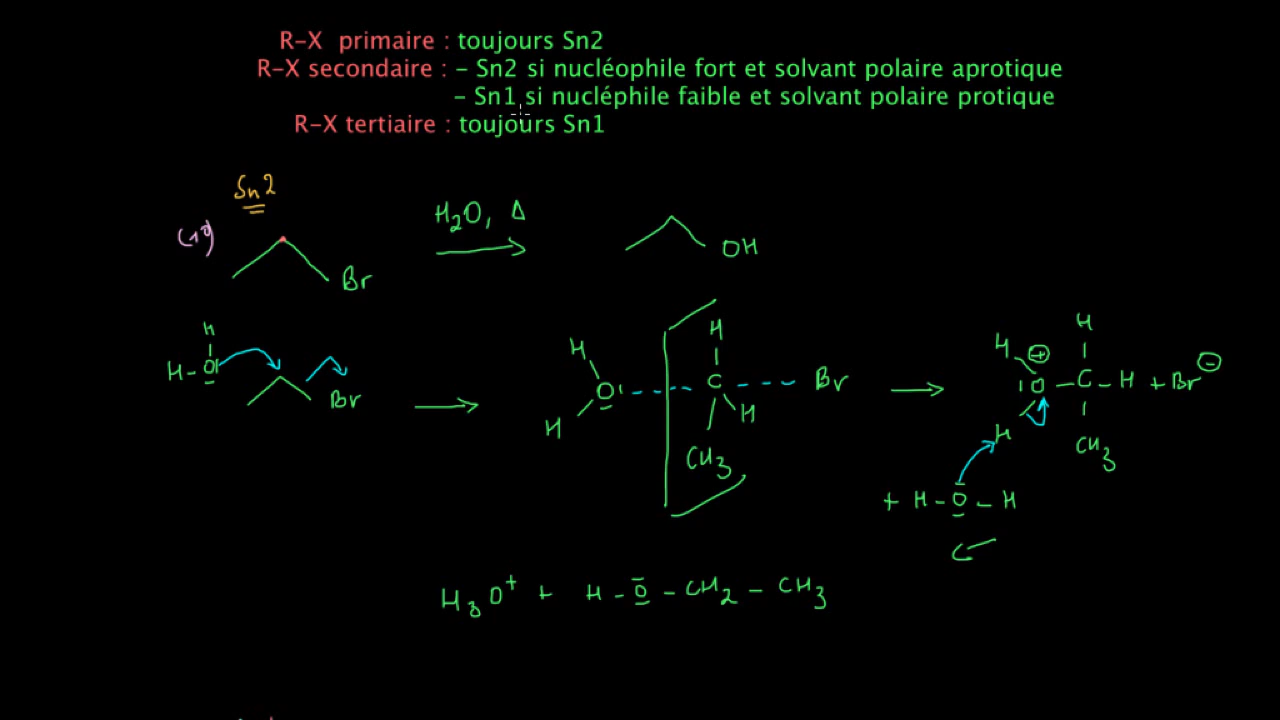 R-X primaire : toujours Sn2
R-X secondaire : - Sn2 si nucléophile fort et solvant polaire aprotique
- Sn1 si nucléphile faible et solvant polaire protique
R-X tertiaire : toujours Sn1
Sn2
(1°)
H₂O, Δ
Br
OH
H
H - O
Br
H
O
H
H
C
H
CH₃
Br
H
⊕
H
O - C - H + Br ⊖
H
CH₃
+ H - O - H
H₃O⁺ + H - O - CH₂ - CH₃